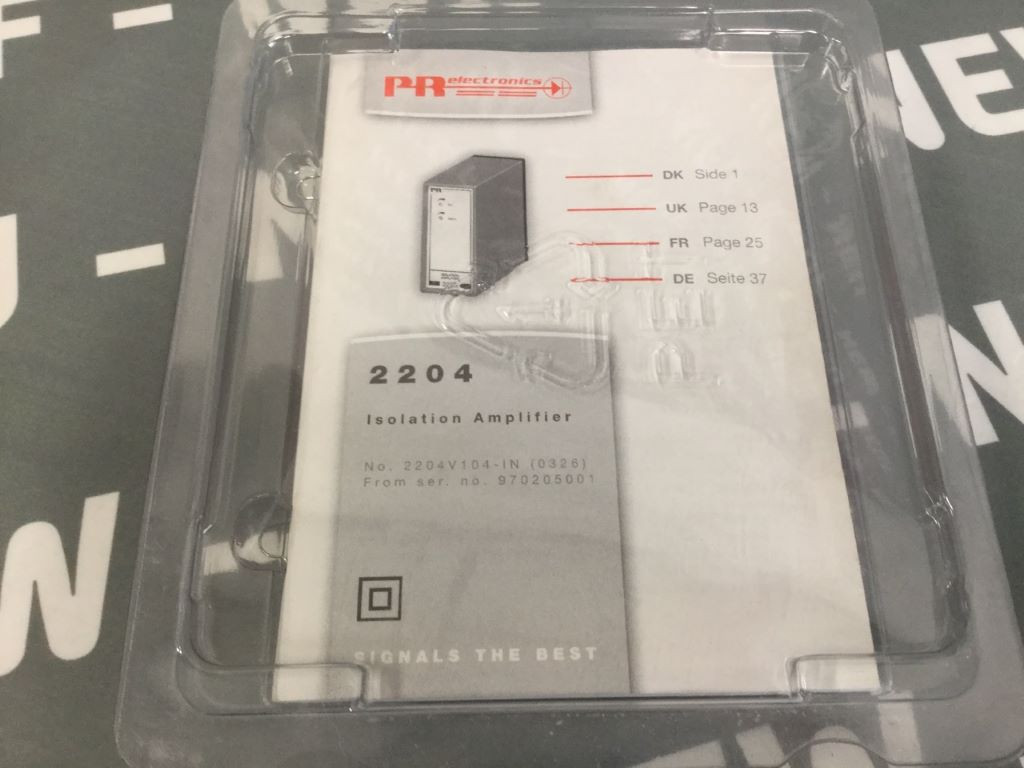 PR electronics
DK Side 1
UK Page 13
FR Page 25
DE Seite 37
PR
2204
Isolation Amplifier
No. 2204V104-IN (0326)
From ser. no. 970205001
SIGNALS THE BEST